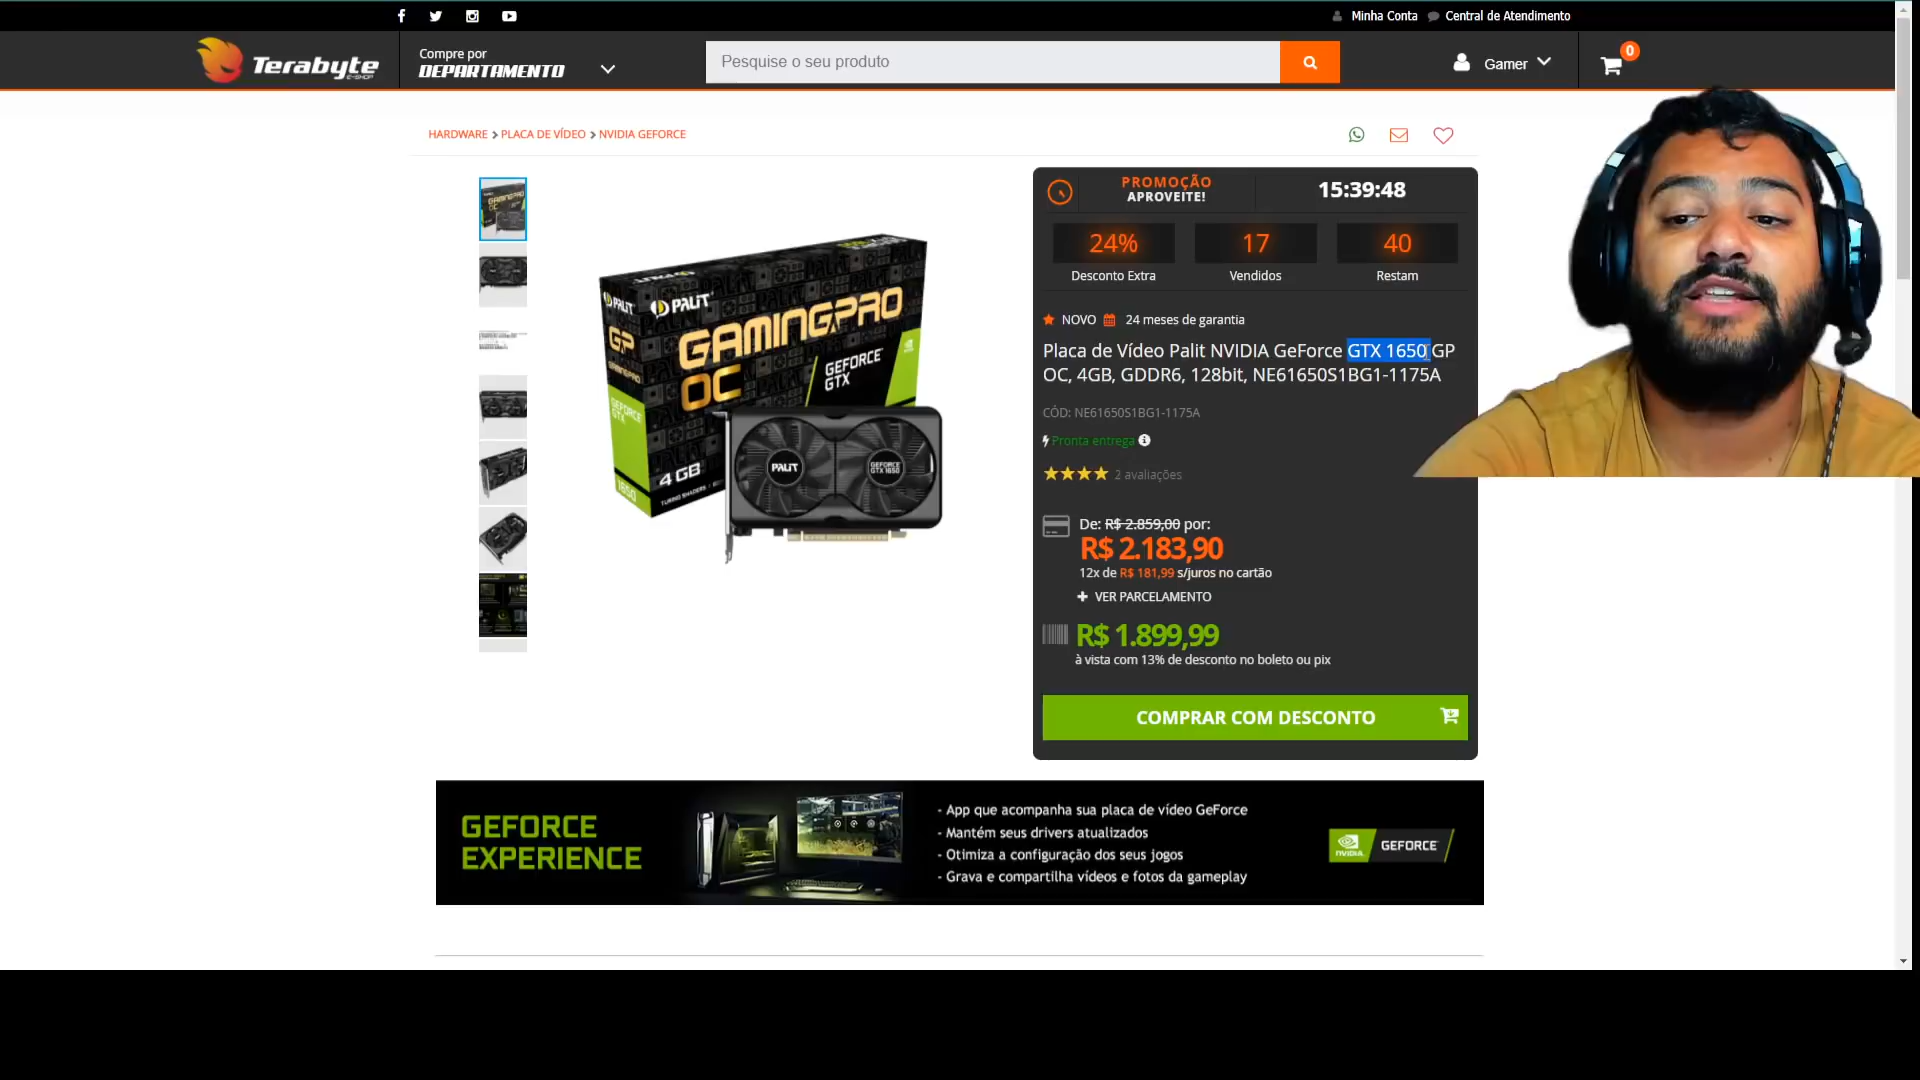 Minha Conta
Central de Atendimento
Terabyte
E-SHOP
Compre por
DEPARTAMENTO
Pesquise o seu produto
Gamer
0
HARDWARE > PLACA DE VÍDEO > NVIDIA GEFORCE
PROMOÇÃO
APROVEITE!
15:39:48
24%
Desconto Extra
17
Vendidos
40
Restam
NOVO
24 meses de garantia
Placa de Vídeo Palit NVIDIA GeForce GTX 1650 GP
OC, 4GB, GDDR6, 128bit, NE61650S1BG1-1175A
CÓD: NE61650S1BG1-1175A
Pronta entrega
2 avaliações
De: R$ 2.859,00 por:
R$ 2.183,90
12x de R$ 181,99 s/juros no cartão
+ VER PARCELAMENTO
R$ 1.899,99
à vista com 13% de desconto no boleto ou pix
COMPRAR COM DESCONTO
PALIT
PALIT
GP
GAMINGPRO
OC
GEFORCE
GTX
GEFORCE
GTX
1650
4 GB
PALIT
GEFORCE
GTX 1650
GEFORCE
EXPERIENCE
- App que acompanha sua placa de vídeo GeForce
- Mantém seus drivers atualizados
- Otimiza a configuração dos seus jogos
- Grava e compartilha vídeos e fotos da gameplay
NVIDIA
GEFORCE